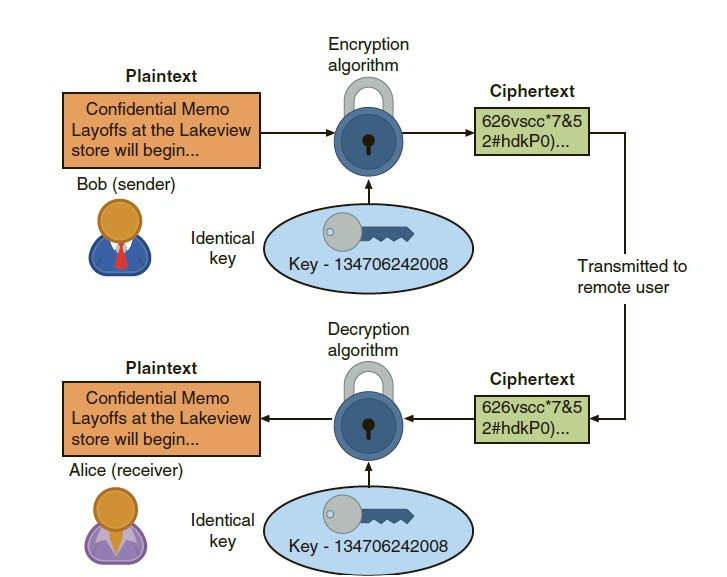 Encryption
algorithm
Plaintext
Ciphertext
Confidential Memo
Layoffs at the Lakeview
store will begin...
626vscc*7&5
2#hdkP0)...
Bob (sender)
Identical
key
Key - 134706242008
Transmitted to
remote user
Decryption
algorithm
Plaintext
Ciphertext
Confidential Memo
Layoffs at the Lakeview
store will begin...
626vscc*7&5
2#hdkP0)...
Alice (receiver)
Identical
key
Key - 134706242008